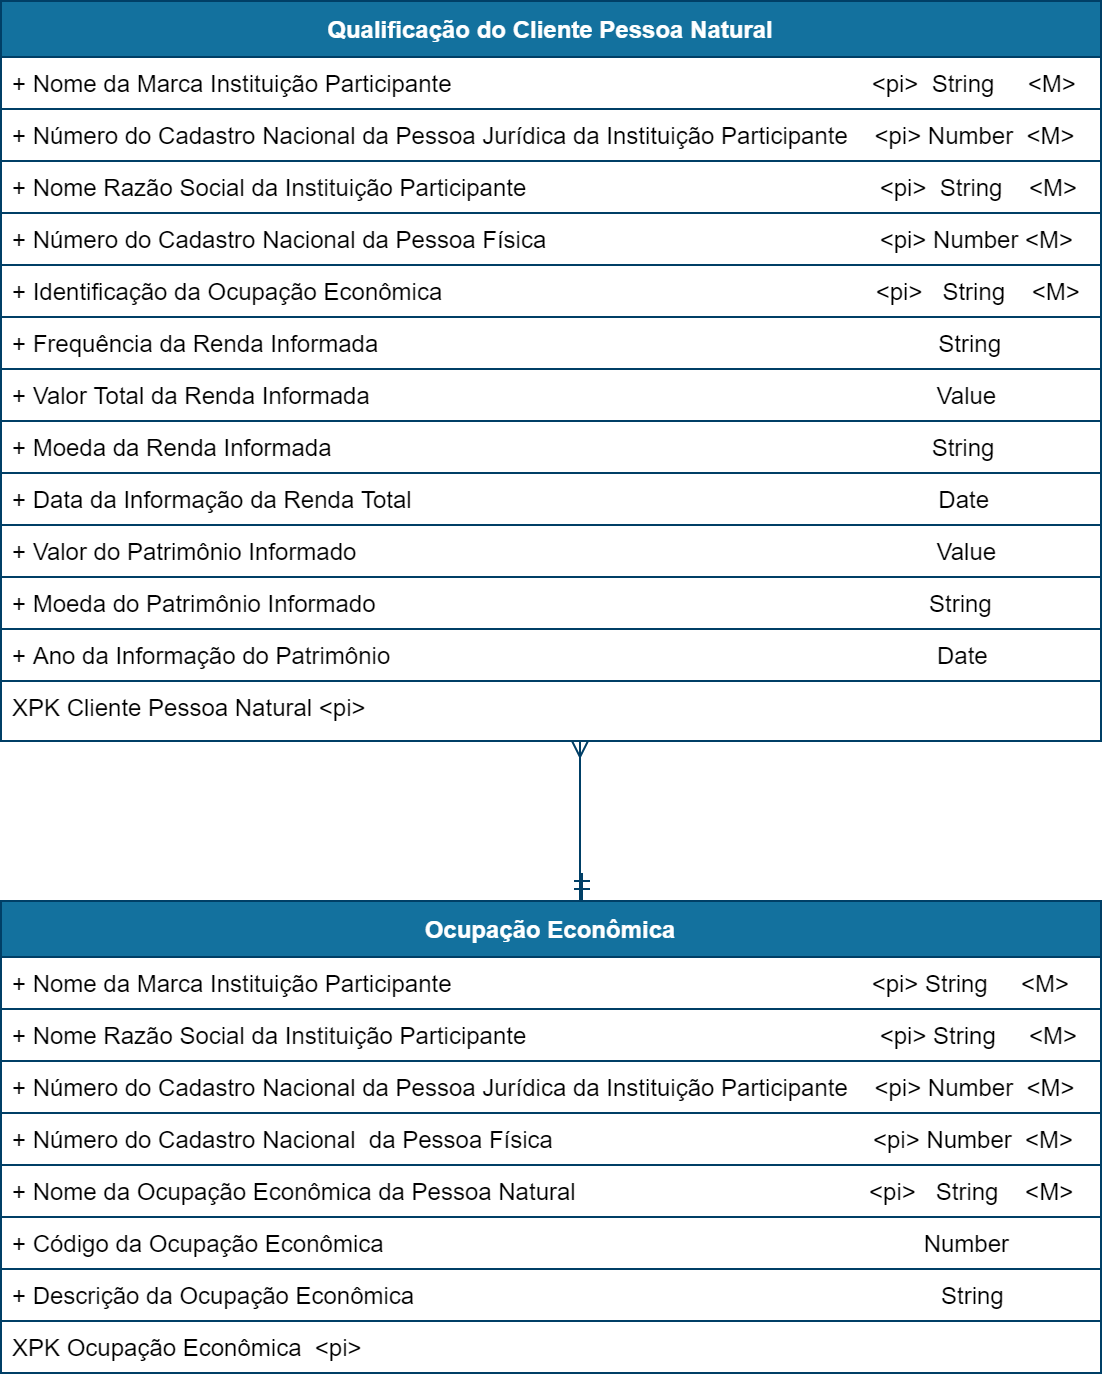 Qualificação do Cliente Pessoa Natural
+ Nome da Marca Instituição Participante <pi> String <M>
+ Número do Cadastro Nacional da Pessoa Jurídica da Instituição Participante <pi> Number <M>
+ Nome Razão Social da Instituição Participante <pi> String <M>
+ Número do Cadastro Nacional da Pessoa Física <pi> Number <M>
+ Identificação da Ocupação Econômica <pi> String <M>
+ Frequência da Renda Informada String
+ Valor Total da Renda Informada Value
+ Moeda da Renda Informada String
+ Data da Informação da Renda Total Date
+ Valor do Patrimônio Informado Value
+ Moeda do Patrimônio Informado String
+ Ano da Informação do Patrimônio Date
XPK Cliente Pessoa Natural <pi>
Ocupação Econômica
+ Nome da Marca Instituição Participante <pi> String <M>
+ Nome Razão Social da Instituição Participante <pi> String <M>
+ Número do Cadastro Nacional da Pessoa Jurídica da Instituição Participante <pi> Number <M>
+ Número do Cadastro Nacional da Pessoa Física <pi> Number <M>
+ Nome da Ocupação Econômica da Pessoa Natural <pi> String <M>
+ Código da Ocupação Econômica Number
+ Descrição da Ocupação Econômica String
XPK Ocupação Econômica <pi>